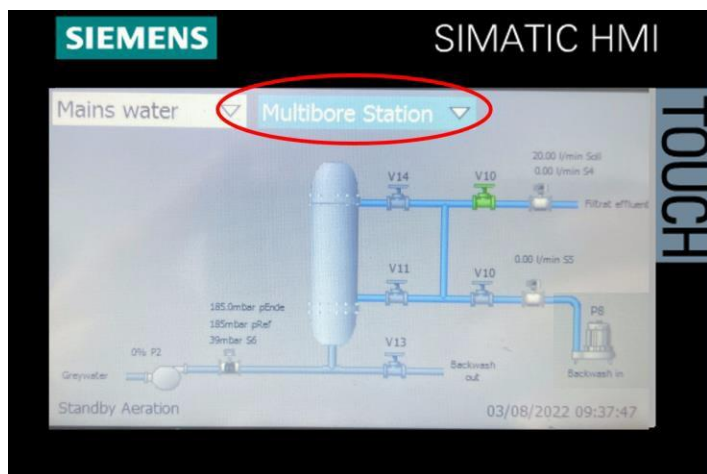 SIEMENS
SIMATIC HMI
TOUCH
Mains water
Multibore Station
20.00 l/min Soll
0.00 l/min S4
V14
V10
Filtrat effluent
V11
V10
0.00 l/min S5
185.0mbar pEnde
185mbar pRef
39mbar S6
P8
0% P2
V13
Greywater
Backwash
out
Backwash in
Standby Aeration
03/08/2022 09:37:47